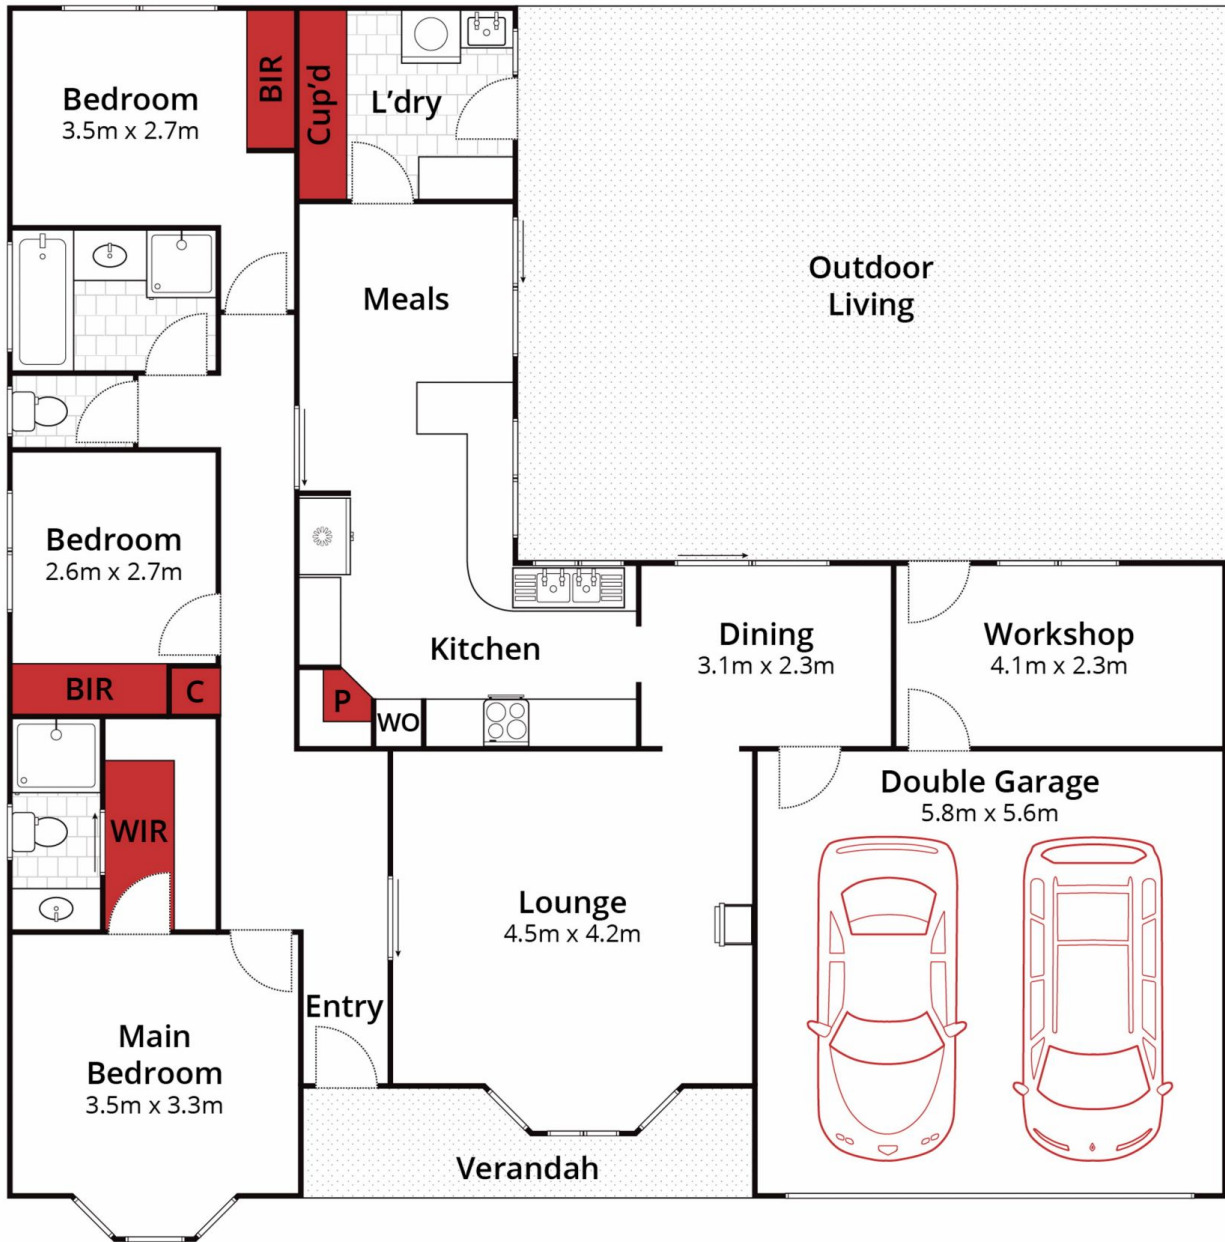 Bedroom
3.5m x 2.7m
BIR
Cup'd
L'dry
Meals
Outdoor
Living
Bedroom
2.6m x 2.7m
BIR
C
Kitchen
P
WO
Dining
3.1m x 2.3m
Workshop
4.1m x 2.3m
WIR
Double Garage
5.8m x 5.6m
Lounge
4.5m x 4.2m
Entry
Main
Bedroom
3.5m x 3.3m
Verandah